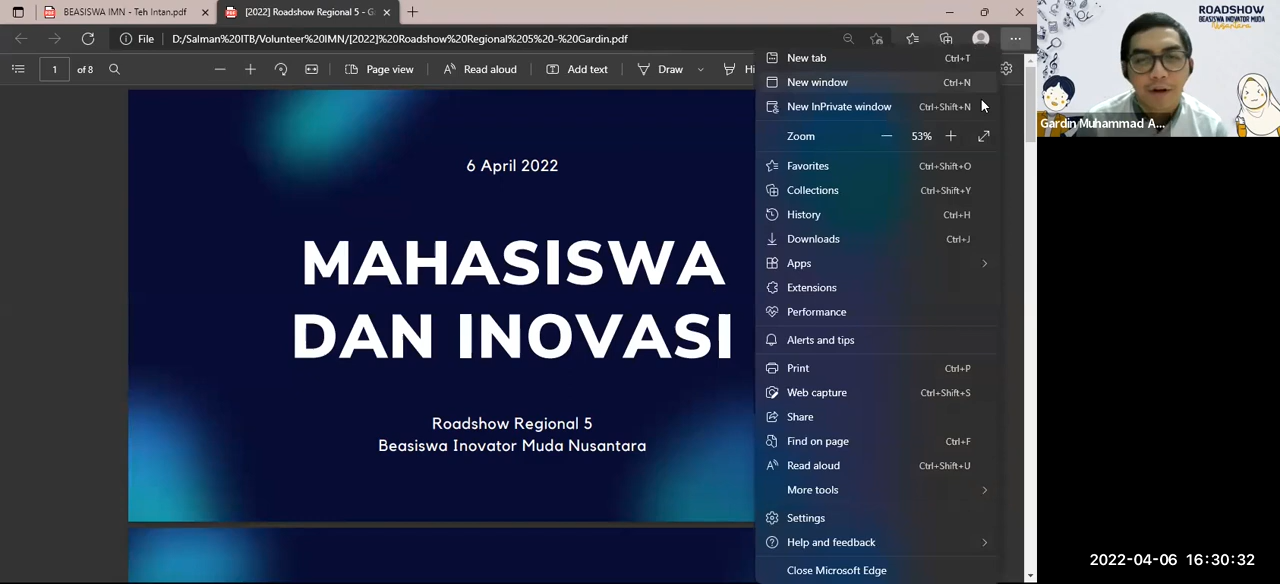 BEASISWA IMN - Teh Intan.pdf
[2022] Roadshow Regional 5 - G
File
D:/Salman%20ITB/Volunteer%20IMN/[2022]%20Roadshow%20Regional%205%20-%20Gardin.pdf
1 of 8
Page view
Read aloud
Add text
Draw
Hi
6 April 2022
MAHASISWA
DAN INOVASI
Roadshow Regional 5
Beasiswa Inovator Muda Nusantara
New tab Ctrl+T
New window Ctrl+N
New InPrivate window Ctrl+Shift+N
Zoom 53%
Favorites Ctrl+Shift+O
Collections Ctrl+Shift+Y
History Ctrl+H
Downloads Ctrl+J
Apps
Extensions
Performance
Alerts and tips
Print Ctrl+P
Web capture Ctrl+Shift+S
Share
Find on page Ctrl+F
Read aloud Ctrl+Shift+U
More tools
Settings
Help and feedback
Close Microsoft Edge
ROADSHOW
BEASISWA INOVATOR MUDA
Nusantara
Gardin Muhammad A...
2022-04-06 16:30:32